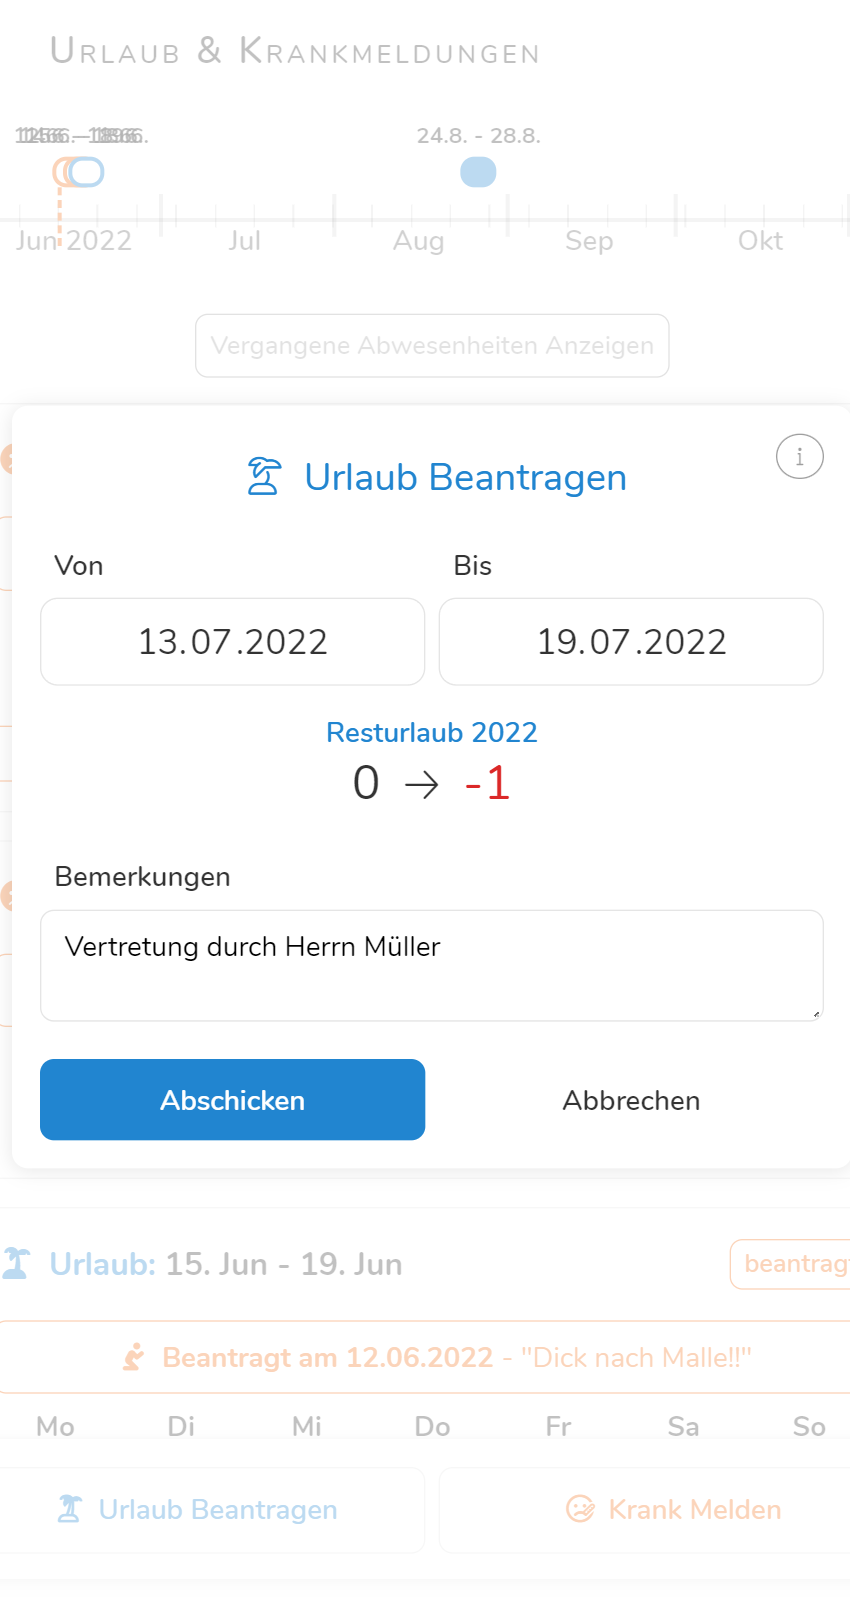 Urlaub & Krankmeldungen
24.8. - 28.8.
Jun 2022 Jul Aug Sep Okt
Vergangene Abwesenheiten Anzeigen
i
Urlaub Beantragen
Von Bis
13.07.2022 19.07.2022
Resturlaub 2022
0 → -1
Bemerkungen
Vertretung durch Herrn Müller
Abschicken Abbrechen
Urlaub: 15. Jun - 19. Jun beantragt
Beantragt am 12.06.2022 - "Dick nach Malle!!"
Mo Di Mi Do Fr Sa So
Urlaub Beantragen Krank Melden